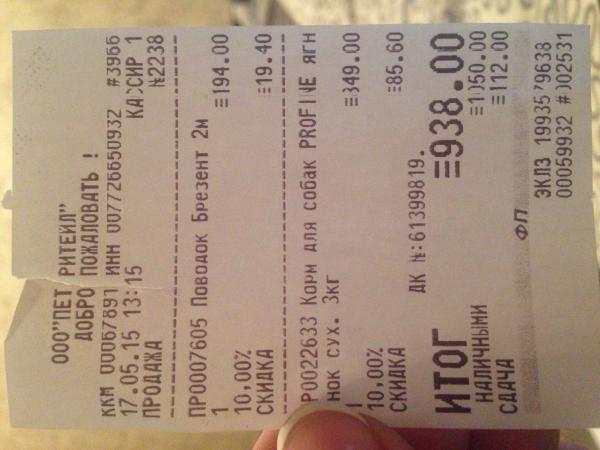 ООО"ПЕТ РИТЕЙЛ"
ДОБРО ПОЖАЛОВАТЬ !
ККМ 00067891 ИНН 007726650932 #3966
17.05.15 13:15 КАССИР 1
ПРОДАЖА №2238
ПР0007605 Поводок Брезент 2м
1 ≡194.00
10,00%
СКИДКА ≡19.40
Р0022633 Корм для собак PROFINE ЯГН
нок сух. 3кг
1 ≡849.00
10,00%
СКИДКА ≡85.60
ДК №:61399819.
ИТОГ ≡938.00
НАЛИЧНЫМИ ≡1050.00
СДАЧА ≡112.00
ФП
ЭКЛЗ 1993579638
00059932 #002531